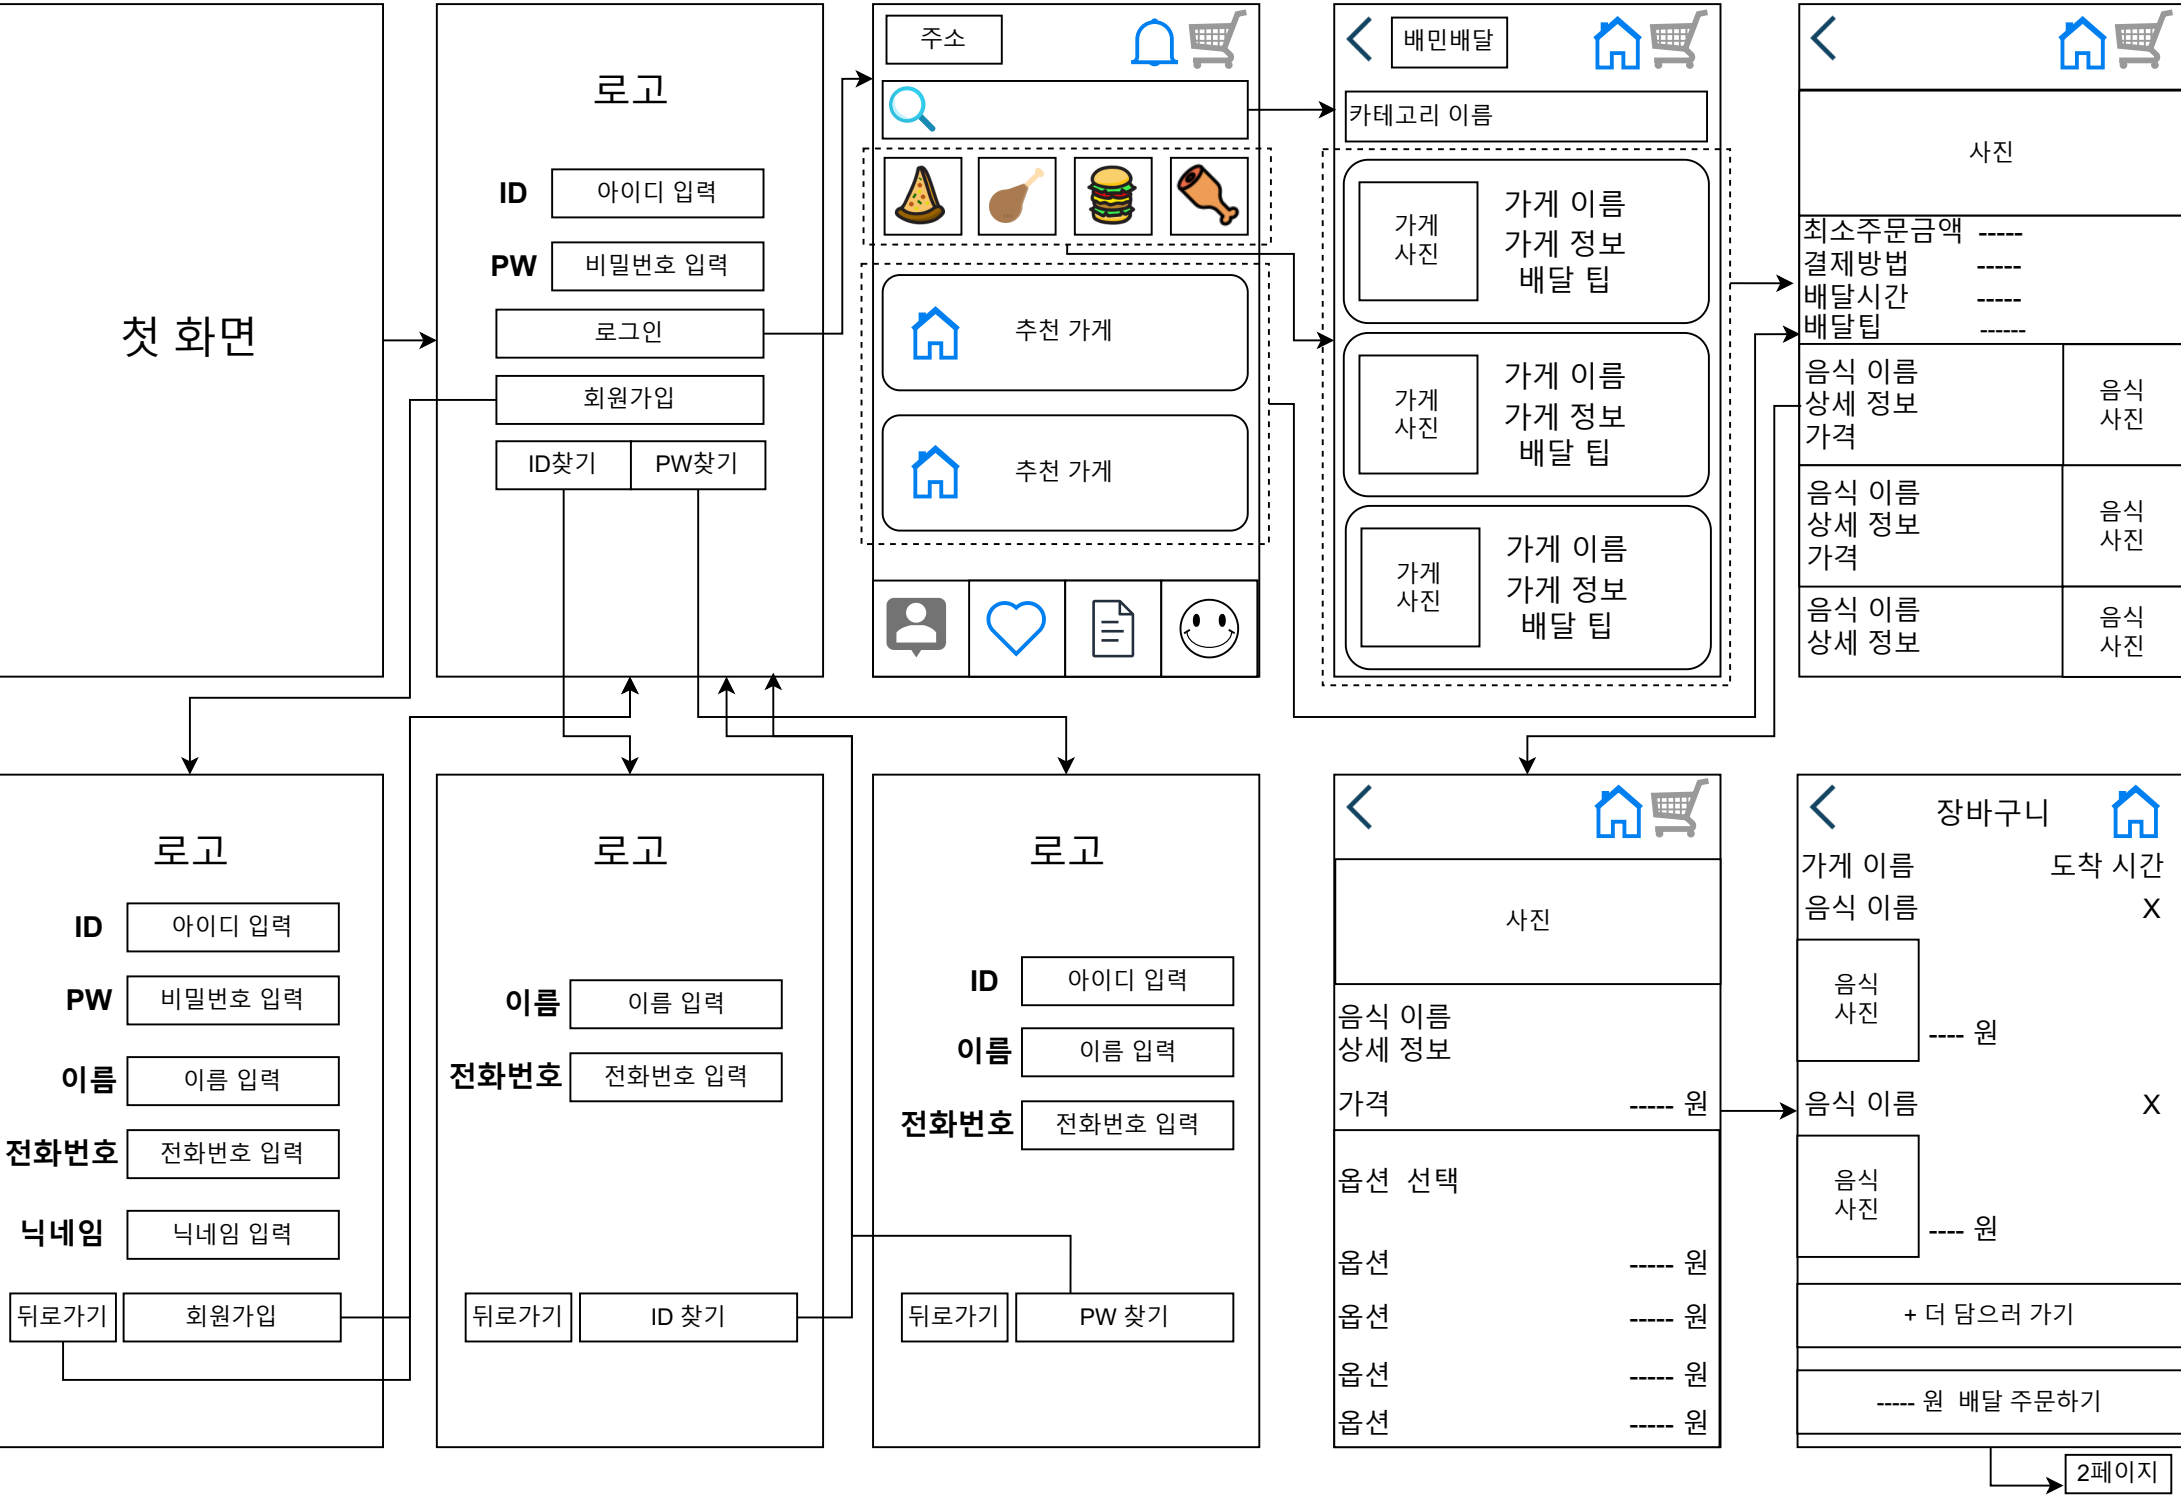 첫 화면
로고
ID
아이디 입력
PW
비밀번호 입력
로그인
회원가입
ID찾기
PW찾기
주소
추천 가게
추천 가게
배민배달
카테고리 이름
가게
사진
가게 이름
가게 정보
배달 팁
가게
사진
가게 이름
가게 정보
배달 팁
가게
사진
가게 이름
가게 정보
배달 팁
사진
최소주문금액 -----
결제방법 -----
배달시간 -----
배달팁 ------
음식 이름
상세 정보
가격
음식
사진
음식 이름
상세 정보
가격
음식
사진
음식 이름
상세 정보
음식
사진
로고
ID
아이디 입력
PW
비밀번호 입력
이름
이름 입력
전화번호
전화번호 입력
닉네임
닉네임 입력
뒤로가기
회원가입
로고
이름
이름 입력
전화번호
전화번호 입력
뒤로가기
ID 찾기
로고
ID
아이디 입력
이름
이름 입력
전화번호
전화번호 입력
뒤로가기
PW 찾기
사진
음식 이름
상세 정보
가격 ----- 원
옵션 선택
옵션 ----- 원
옵션 ----- 원
옵션 ----- 원
옵션 ----- 원
장바구니
가게 이름 도착 시간
음식 이름 X
음식
사진
---- 원
음식 이름 X
음식
사진
---- 원
+ 더 담으러 가기
----- 원 배달 주문하기
2페이지